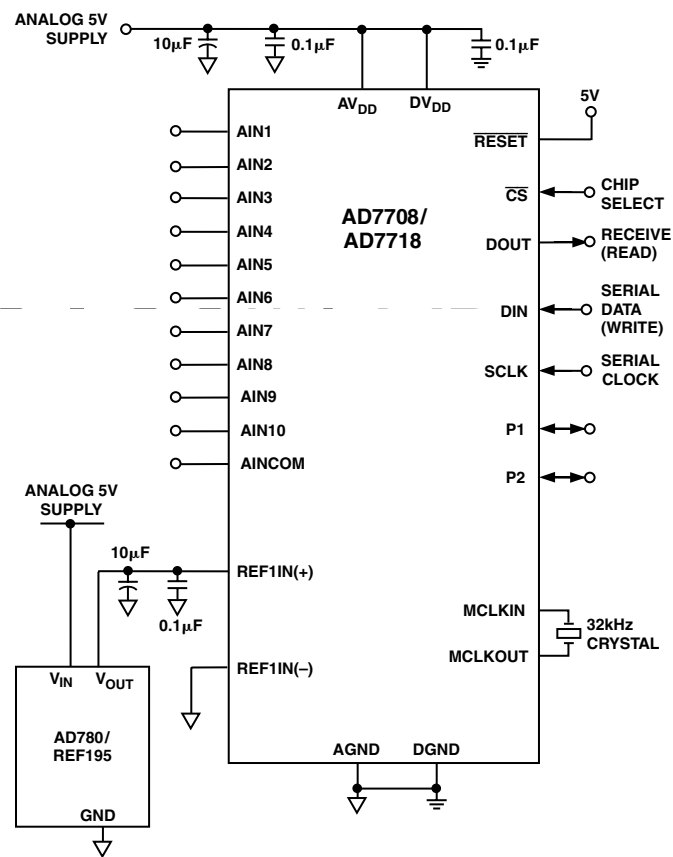 ANALOG 5V
SUPPLY
10μF
0.1μF
0.1μF
AVDD
DVDD
5V
AIN1
RESET
AIN2
CS
CHIP
SELECT
AIN3
AD7708/
AD7718
AIN4
DOUT
RECEIVE
(READ)
AIN5
AIN6
DIN
SERIAL
DATA
(WRITE)
AIN7
AIN8
SCLK
SERIAL
CLOCK
AIN9
AIN10
P1
AINCOM
P2
ANALOG 5V
SUPPLY
10μF
REF1IN(+)
0.1μF
MCLKIN
32kHz
CRYSTAL
MCLKOUT
REF1IN(–)
VIN
VOUT
AD780/
REF195
AGND
DGND
GND